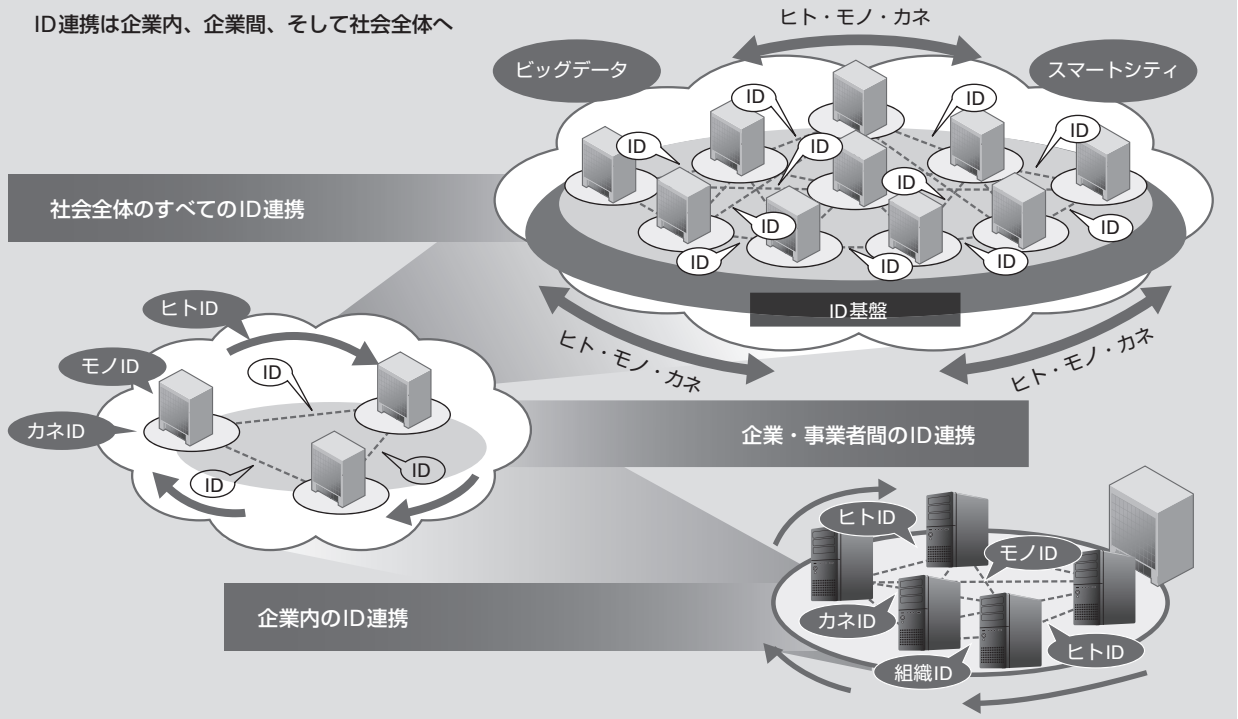 ID連携は企業内、企業間、そして社会全体へ
ヒト・モノ・カネ
ビッグデータ
スマートシティ
ID
ID
ID
ID
ID
ID
ID
ID
ID
ID
ID
ID
社会全体のすべてのID連携
ID基盤
ヒト・モノ・カネ
ヒト・モノ・カネ
ヒトID
モノID
カネID
ID
ID
ID
企業・事業者間のID連携
ヒトID
モノID
カネID
ヒトID
組織ID
企業内のID連携